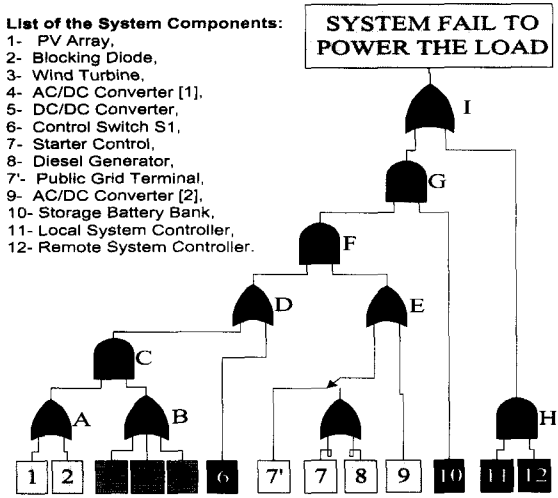 List of the System Components:
1- PV Array,
2- Blocking Diode,
3- Wind Turbine,
4- AC/DC Converter [1],
5- DC/DC Converter,
6- Control Switch S1,
7- Starter Control,
8- Diesel Generator,
7'- Public Grid Terminal,
9- AC/DC Converter [2],
10- Storage Battery Bank,
11- Local System Controller,
12- Remote System Controller.
SYSTEM FAIL TO
POWER THE LOAD
I
G
F
D
E
C
A
B
H
1
2
6
7'
7
8
9
10
11
12